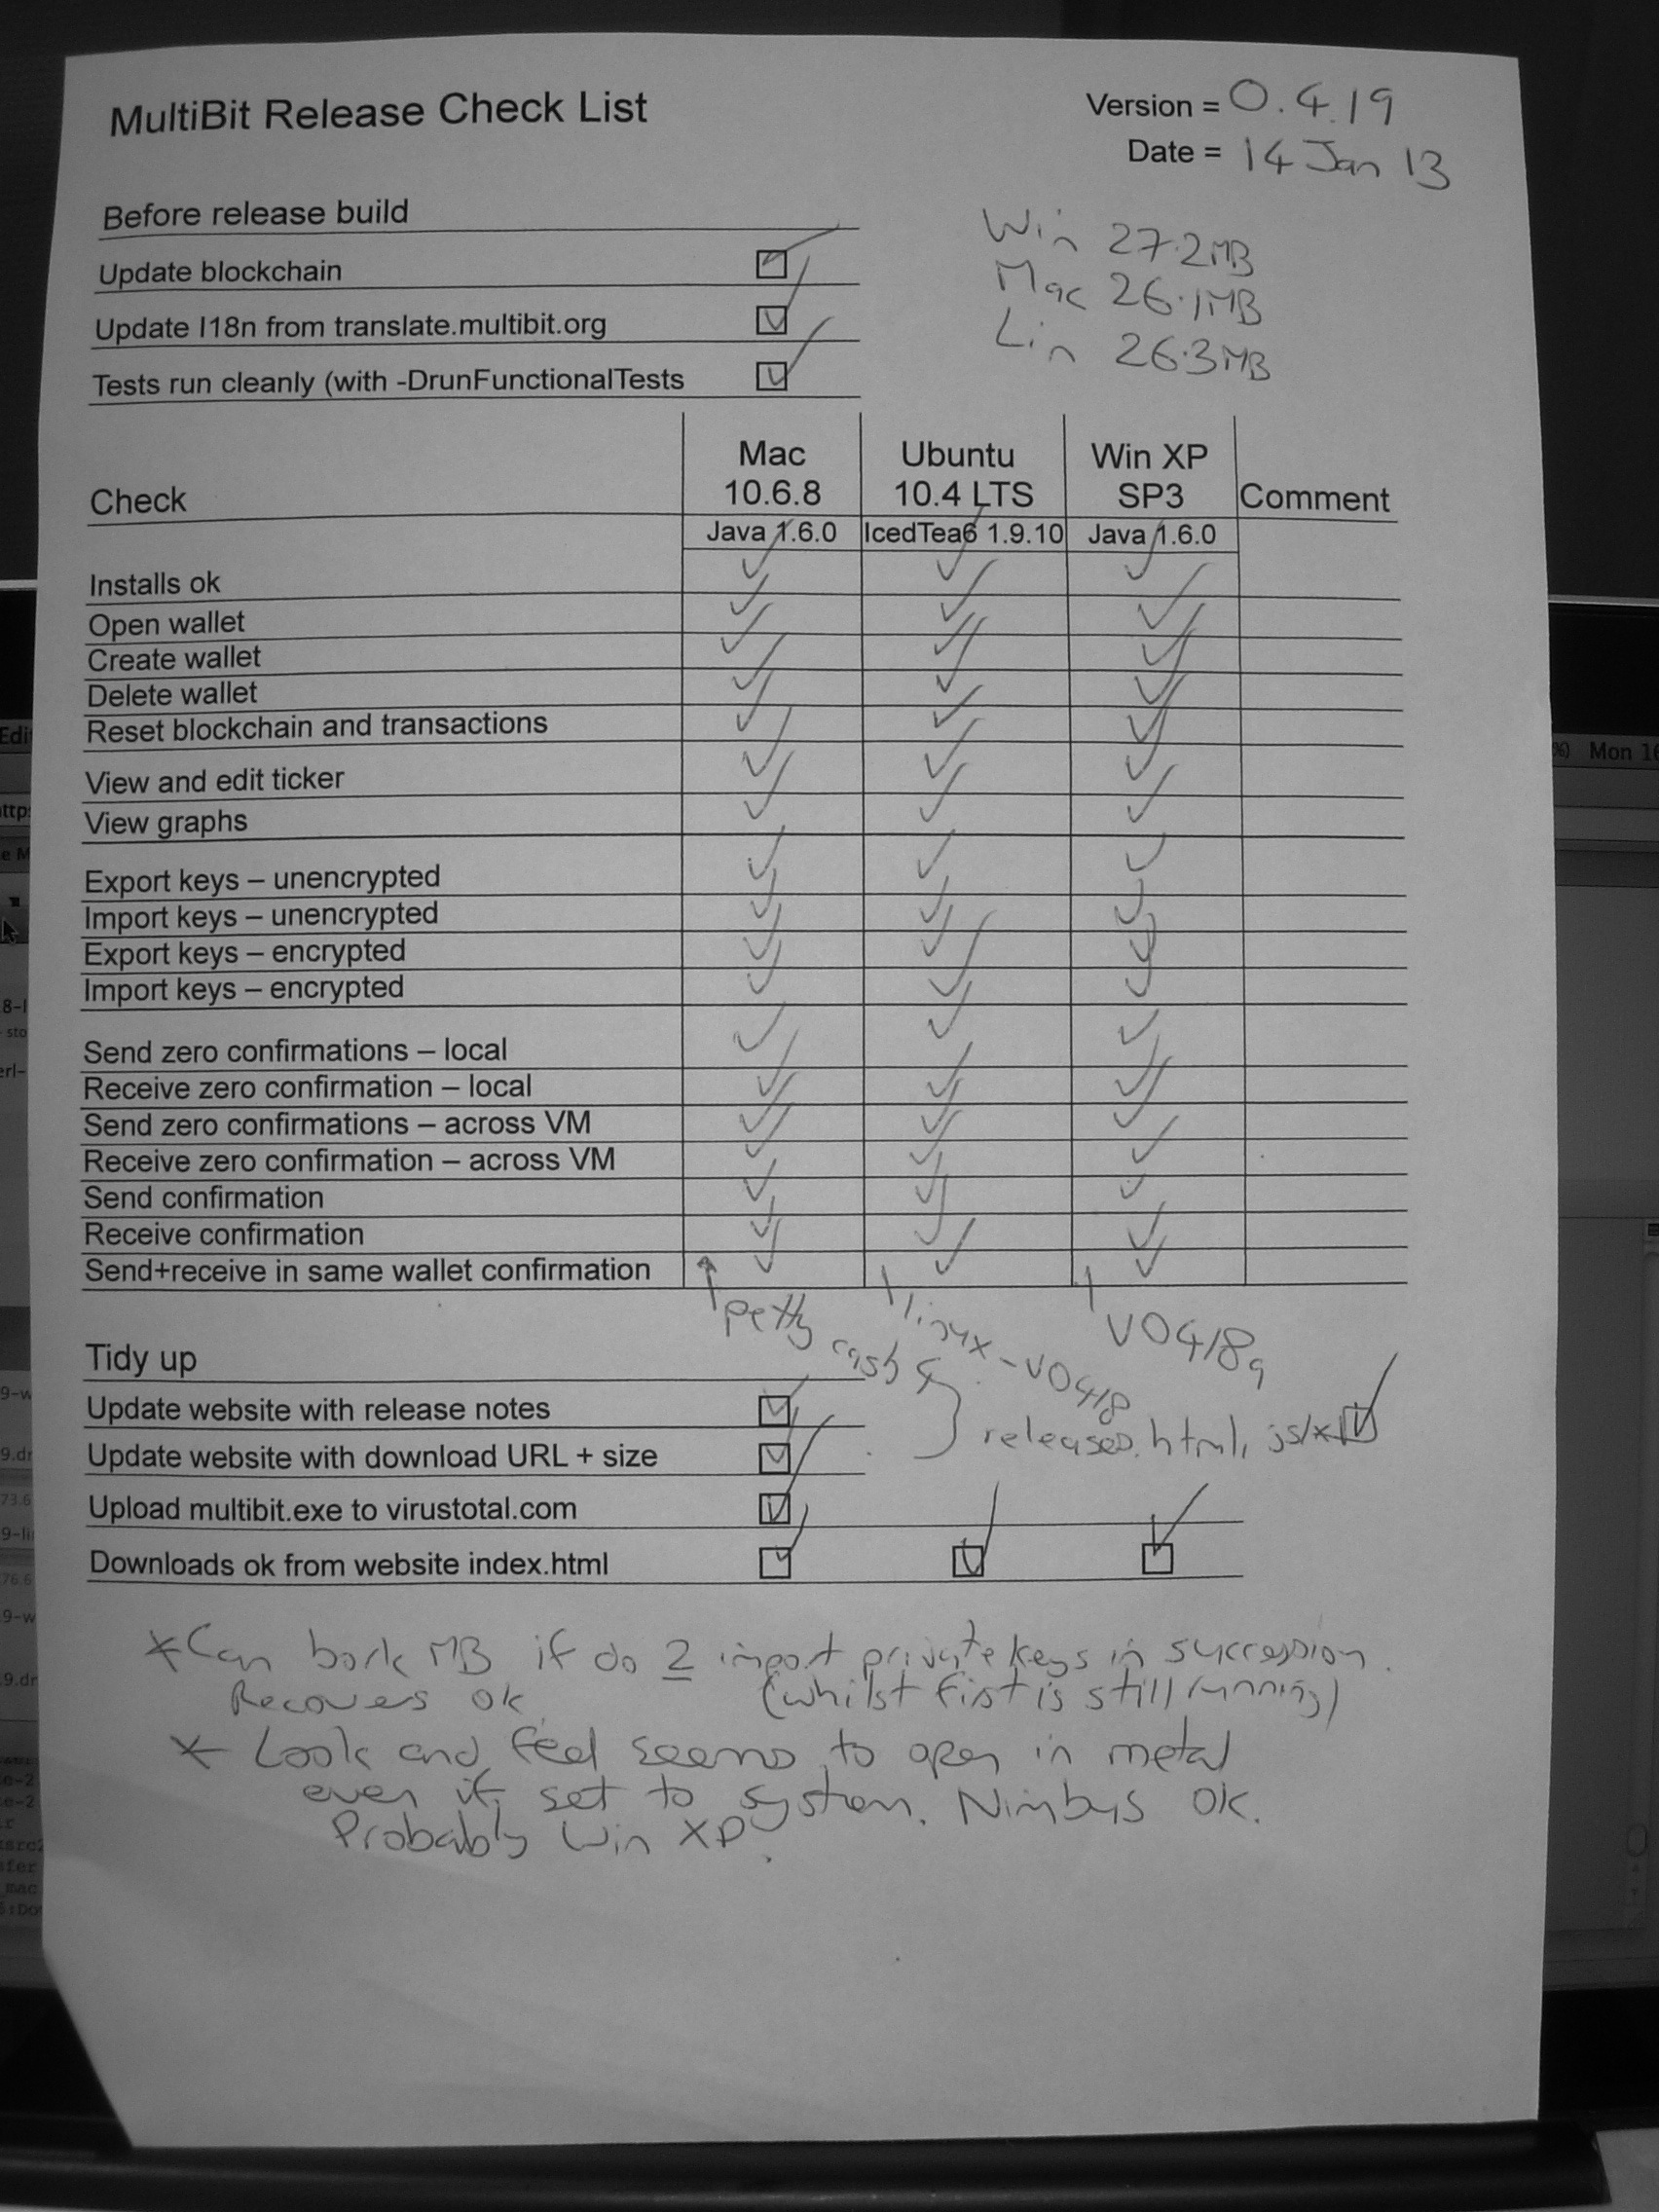 MultiBit Release Check List
Version = 0.4.19
Date = 14 Jan 13
Before release build
Update blockchain
Update I18n from translate.multibit.org
Tests run cleanly (with -DrunFunctionalTests
Win 27.2MB
Mac 26.1MB
Lin 26.3MB
Check
Mac
10.6.8
Ubuntu
10.4 LTS
Win XP
SP3
Comment
Java 1.6.0
IcedTea6 1.9.10
Java 1.6.0
Installs ok
Open wallet
Create wallet
Delete wallet
Reset blockchain and transactions
View and edit ticker
View graphs
Export keys – unencrypted
Import keys – unencrypted
Export keys – encrypted
Import keys – encrypted
Send zero confirmations – local
Receive zero confirmation – local
Send zero confirmations – across VM
Receive zero confirmation – across VM
Send confirmation
Receive confirmation
Send+receive in same wallet confirmation
petty cash 4
linux - v0418
v0418a
Tidy up
Update website with release notes
Update website with download URL + size
releases.html,
Upload multibit.exe to virustotal.com
Downloads ok from website index.html
* Can bork MB if do 2 import private keys in succession.
Recovers ok. (whilst first is still running)
* Look and feel seems to open in metal
even if set to system. Nimbus ok.
Probably Win XP.
Edi
Mon 16